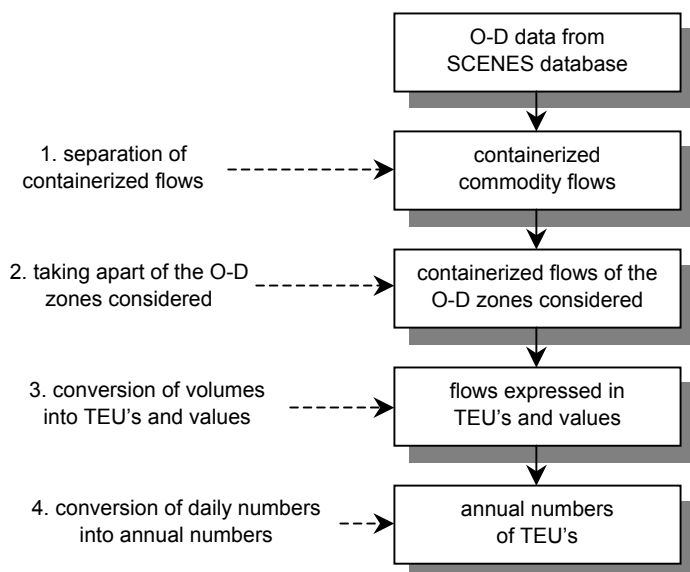 O-D data from
SCENES database
1. separation of
containerized flows
containerized
commodity flows
2. taking apart of the O-D
zones considered
containerized flows of the
O-D zones considered
3. conversion of volumes
into TEU's and values
flows expressed in
TEU's and values
4. conversion of daily numbers
into annual numbers
annual numbers
of TEU's